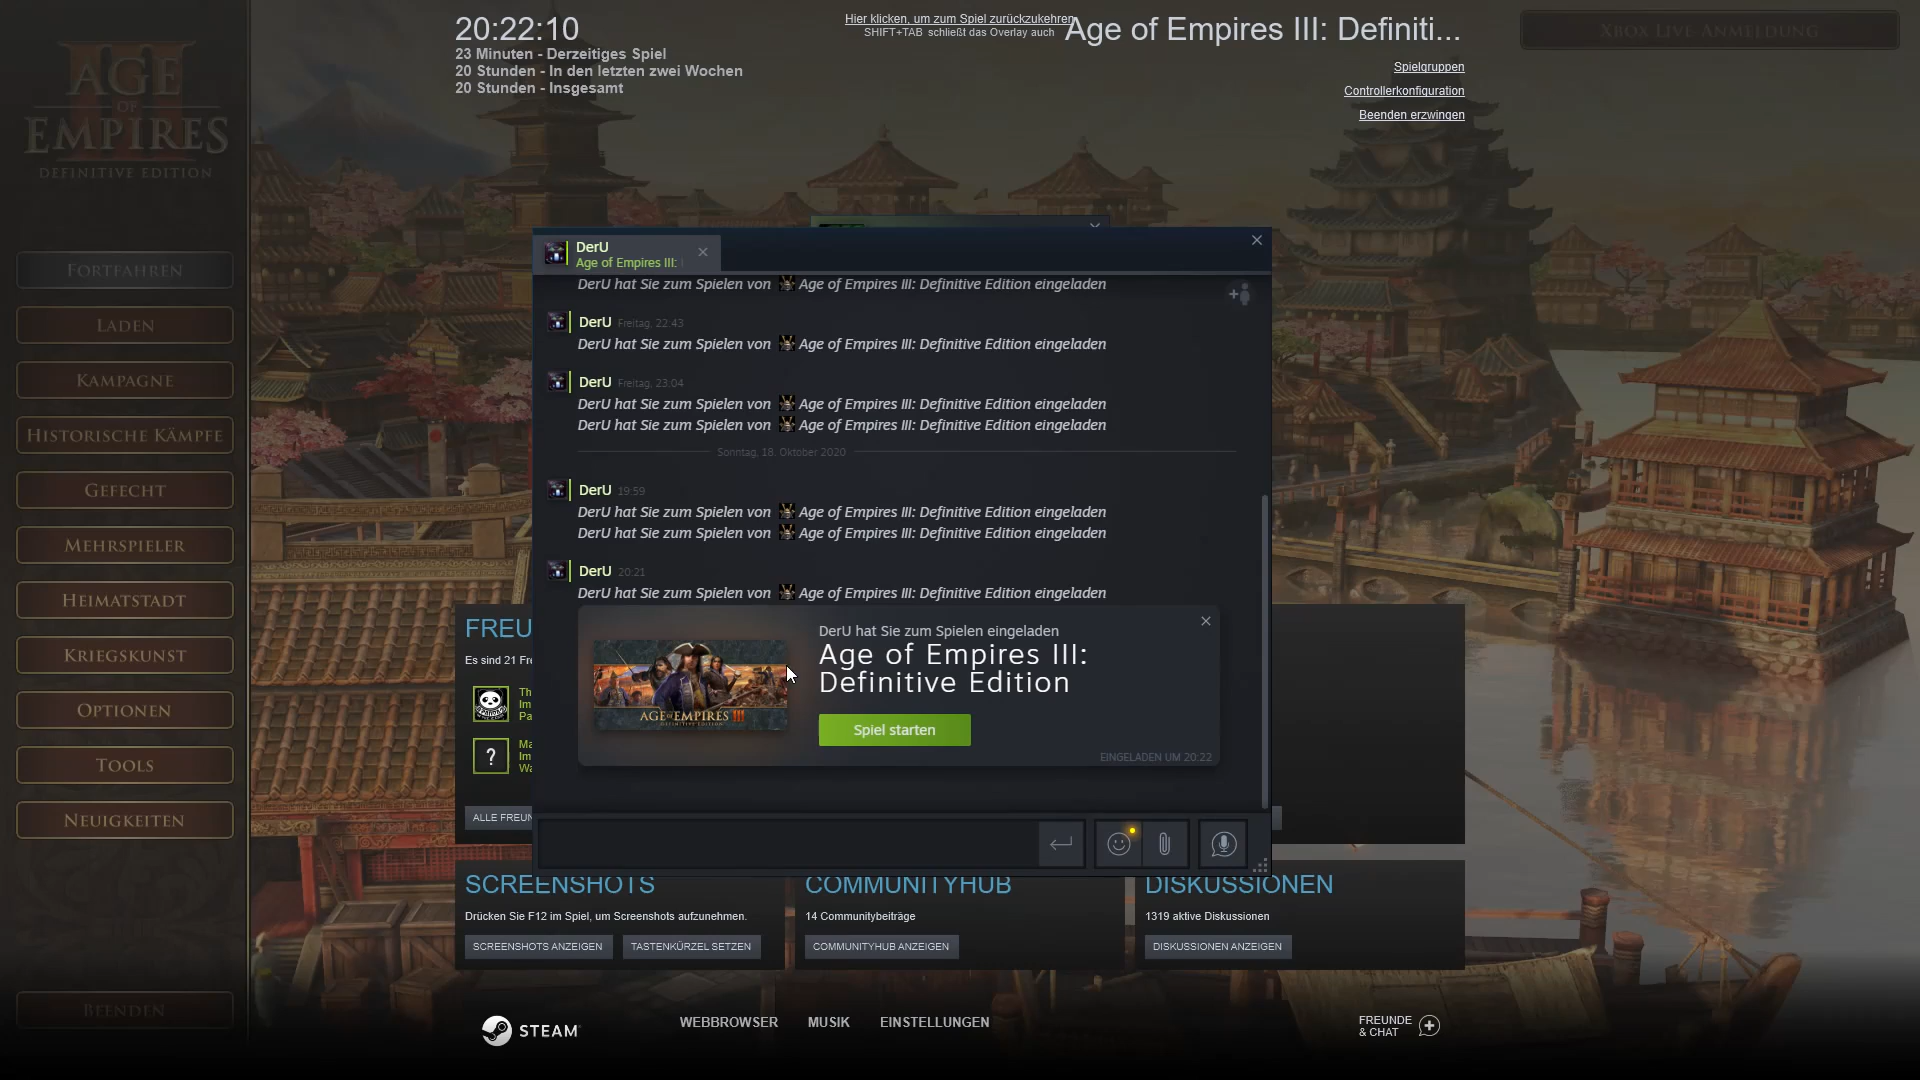 20:22:10
23 Minuten - Derzeitiges Spiel
20 Stunden - In den letzten zwei Wochen
20 Stunden - Insgesamt
Hier klicken, um zum Spiel zurückzukehren
SHIFT+TAB schließt das Overlay auch
Age of Empires III: Definiti...
Spielgruppen
Controllerkonfiguration
Beenden erzwingen
Xbox Live-Anmeldung
AGE
OF
EMPIRES
DEFINITIVE EDITION
Fortfahren
Laden
Kampagne
Historische Kämpfe
Gefecht
Mehrspieler
Heimatstadt
Kriegskunst
Optionen
Tools
Neuigkeiten
Beenden
DerU
Age of Empires III:
DerU hat Sie zum Spielen von Age of Empires III: Definitive Edition eingeladen
DerU Freitag, 22:43
DerU hat Sie zum Spielen von Age of Empires III: Definitive Edition eingeladen
DerU Freitag, 23:04
DerU hat Sie zum Spielen von Age of Empires III: Definitive Edition eingeladen
DerU hat Sie zum Spielen von Age of Empires III: Definitive Edition eingeladen
Sonntag, 18. Oktober 2020
DerU 19:59
DerU hat Sie zum Spielen von Age of Empires III: Definitive Edition eingeladen
DerU hat Sie zum Spielen von Age of Empires III: Definitive Edition eingeladen
DerU 20:21
DerU hat Sie zum Spielen von Age of Empires III: Definitive Edition eingeladen
DerU hat Sie zum Spielen eingeladen
Age of Empires III:
Definitive Edition
AGE OF EMPIRES III
DEFINITIVE EDITION
Spiel starten
EINGELADEN UM 20:22
FREU
Es sind 21 Fre
Th
Im
Pa
?
Ma
Im
Wa
ALLE FREUN
SCREENSHOTS
Drücken Sie F12 im Spiel, um Screenshots aufzunehmen.
SCREENSHOTS ANZEIGEN
TASTENKÜRZEL SETZEN
COMMUNITYHUB
14 Communitybeiträge
COMMUNITYHUB ANZEIGEN
DISKUSSIONEN
1319 aktive Diskussionen
DISKUSSIONEN ANZEIGEN
STEAM
WEBBROWSER
MUSIK
EINSTELLUNGEN
FREUNDE
& CHAT